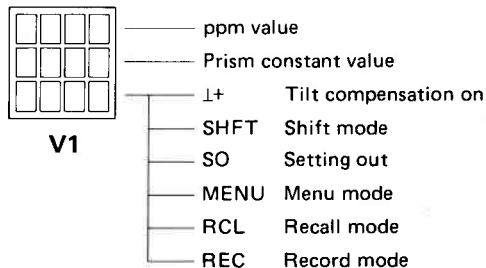 ppm value
Prism constant value
⊥+ Tilt compensation on
SHFT Shift mode
V1
SO Setting out
MENU Menu mode
RCL Recall mode
REC Record mode